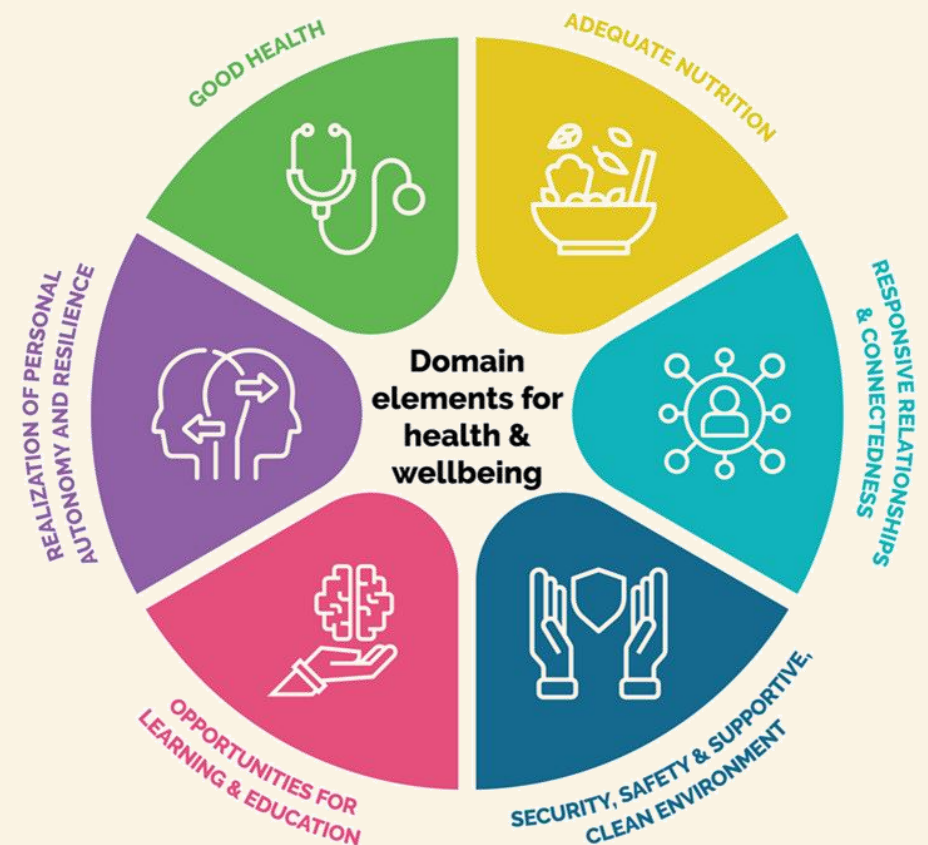 GOOD HEALTH
ADEQUATE NUTRITION
RESPONSIVE RELATIONSHIPS
& CONNECTEDNESS
SECURITY, SAFETY & SUPPORTIVE,
CLEAN ENVIRONMENT
OPPORTUNITIES FOR
LEARNING & EDUCATION
REALIZATION OF PERSONAL
AUTONOMY AND RESILIENCE
Domain
elements for
health &
wellbeing